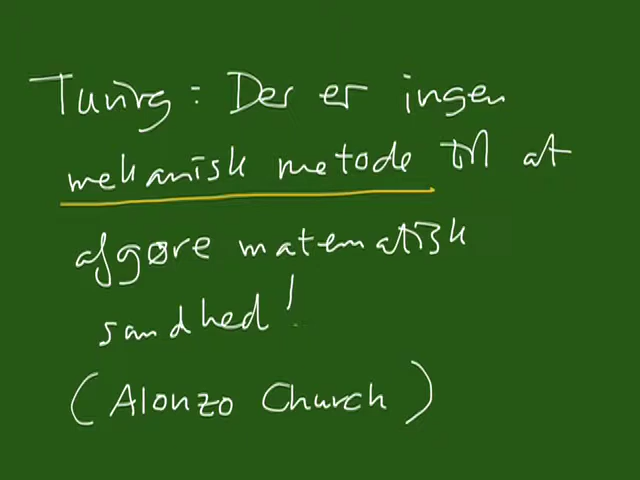 Turing: Der er ingen
mekanisk metode til at
afgøre matematisk
sandhed!
(Alonzo Church)